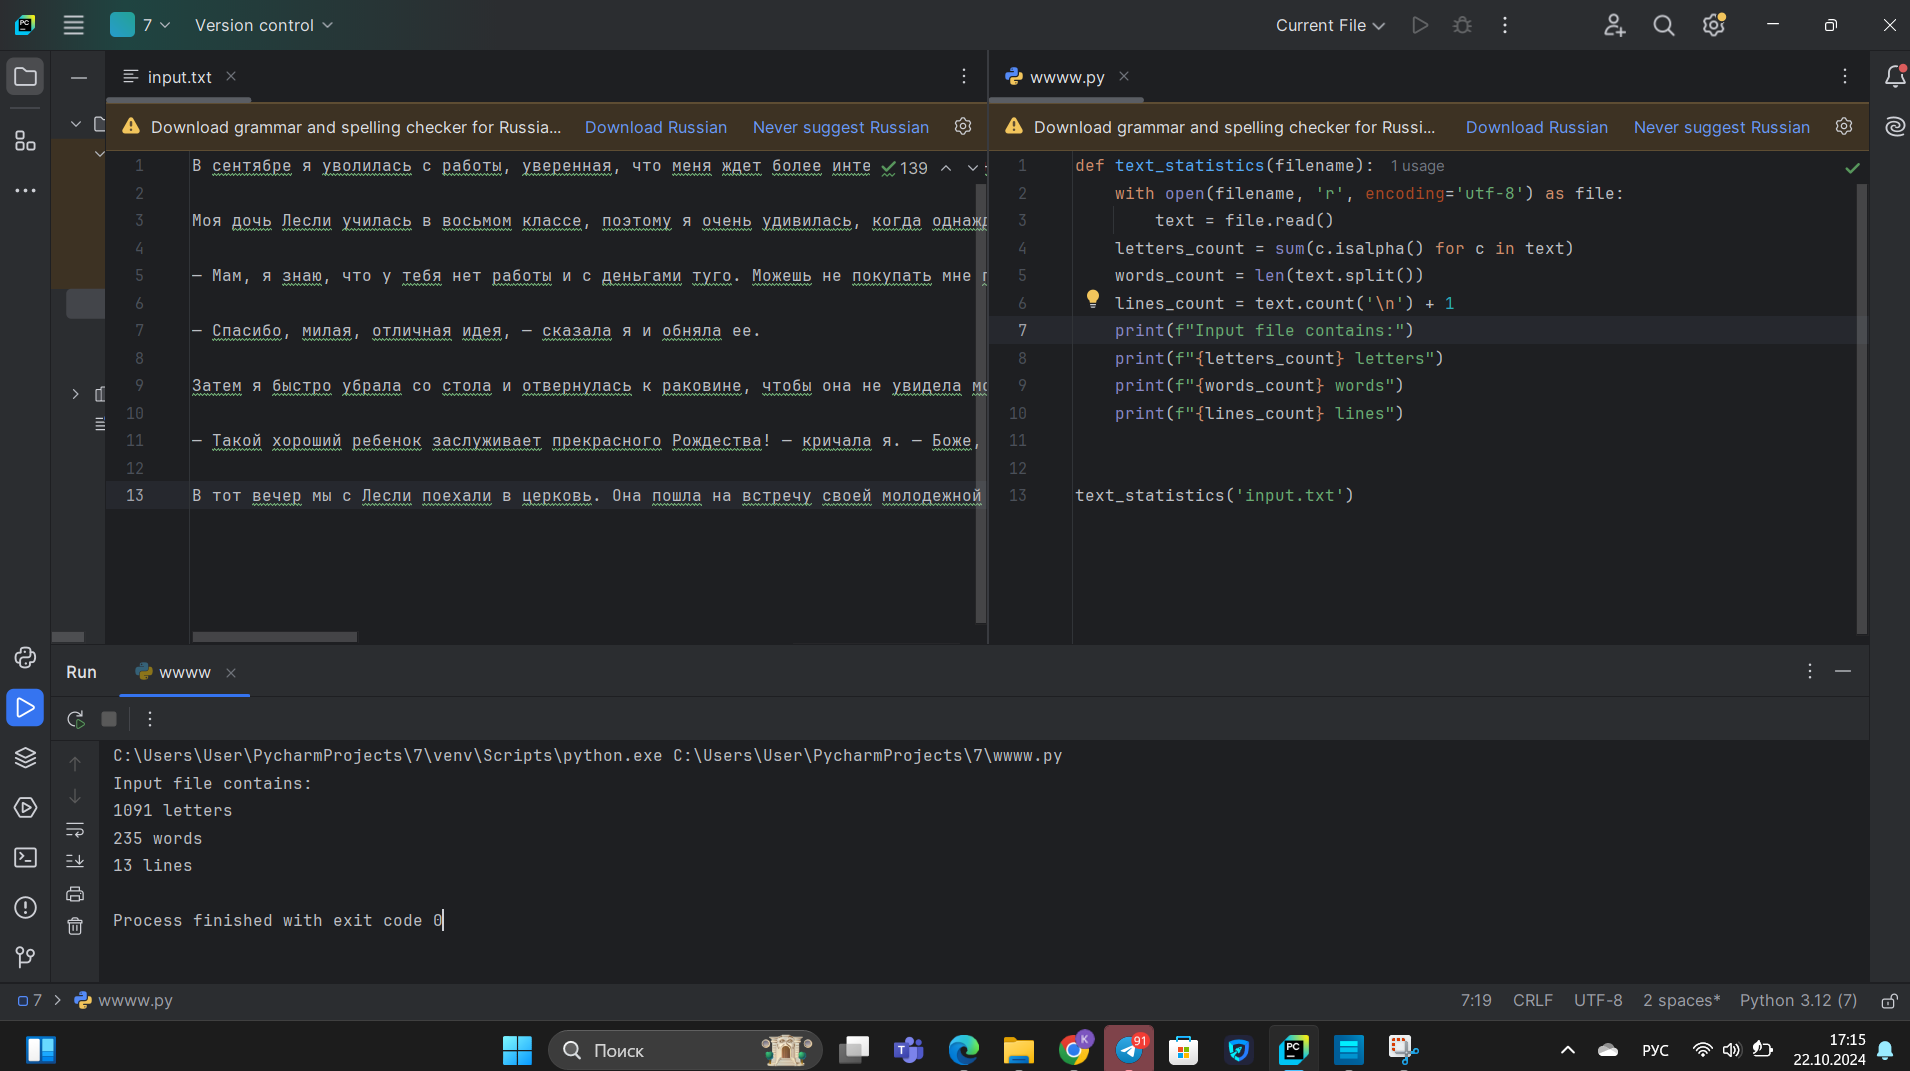 7 Version control Current File
input.txt
Download grammar and spelling checker for Russia... Download Russian Never suggest Russian
139
1 В сентябре я уволилась с работы, уверенная, что меня ждет более инте
2
3 Моя дочь Лесли училась в восьмом классе, поэтому я очень удивилась, когда однажд
4
5 — Мам, я знаю, что у тебя нет работы и с деньгами туго. Можешь не покупать мне
6
7 — Спасибо, милая, отличная идея, — сказала я и обняла ее.
8
9 Затем я быстро убрала со стола и отвернулась к раковине, чтобы она не увидела мо
10
11 — Такой хороший ребенок заслуживает прекрасного Рождества! — кричала я. — Боже,
12
13 В тот вечер мы с Лесли поехали в церковь. Она пошла на встречу своей молодежной
wwww.py
Download grammar and spelling checker for Russi... Download Russian Never suggest Russian
1 def text_statistics(filename): 1 usage
2 with open(filename, 'r', encoding='utf-8') as file:
3 text = file.read()
4 letters_count = sum(c.isalpha() for c in text)
5 words_count = len(text.split())
6 lines_count = text.count('\n') + 1
7 print(f"Input file contains:")
8 print(f"{letters_count} letters")
9 print(f"{words_count} words")
10 print(f"{lines_count} lines")
11
12
13 text_statistics('input.txt')
Run wwww
C:\Users\User\PycharmProjects\7\venv\Scripts\python.exe C:\Users\User\PycharmProjects\7\wwww.py
Input file contains:
1091 letters
235 words
13 lines
Process finished with exit code 0
7 > wwww.py 7:19 CRLF UTF-8 2 spaces* Python 3.12 (7)
Поиск K 91 PC РУС 17:15
22.10.2024